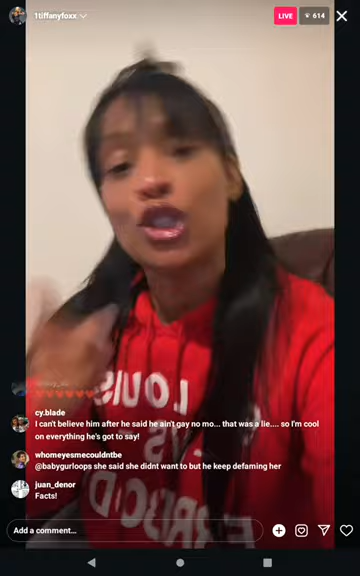 1tiffanyfoxx
LIVE
614
cy.blade
I can't believe him after he said he ain't gay no mo... that was a lie.... so I'm cool
on everything he's got to say!
whomeyesmecouldntbe
@babygurloops she said she didnt want to but he keep defaming her
juan_denor
Facts!
Add a comment...